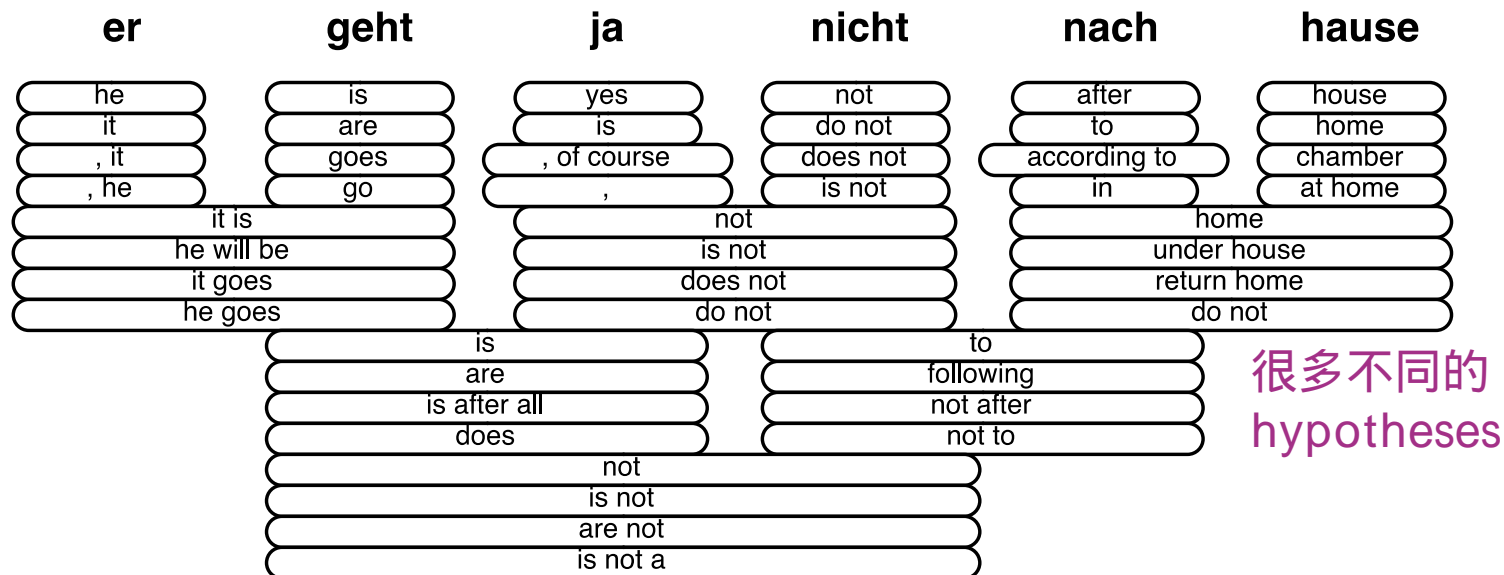 er geht ja nicht nach hause
he is yes not after house
it are is do not to home
, it goes , of course does not according to chamber
, he go , is not in at home
it is not home
he will be is not under house
it goes does not return home
he goes do not do not
is to
are following
is after all not after
does not to
很多不同的
hypotheses
not
is not
are not
is not a